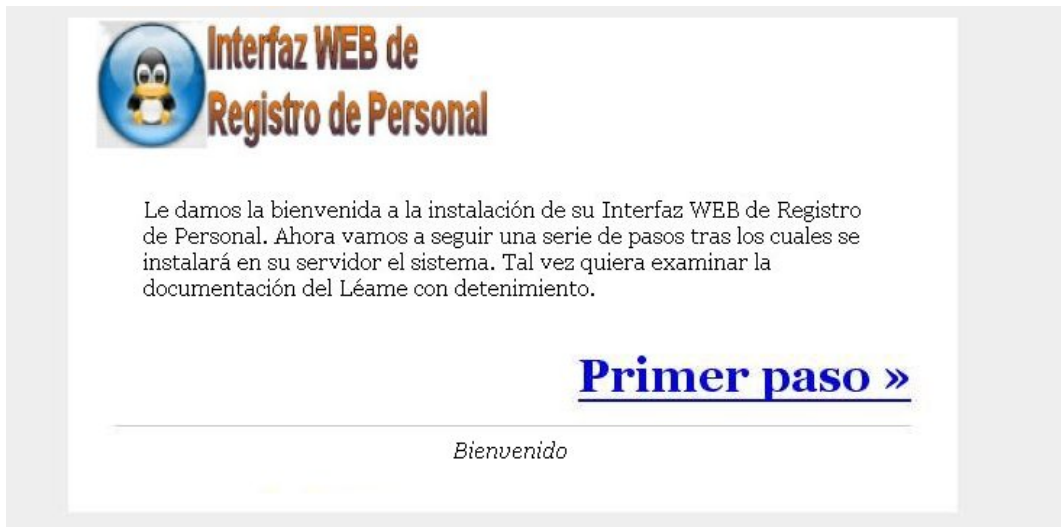 Interfaz WEB de
Registro de Personal
Le damos la bienvenida a la instalación de su Interfaz WEB de Registro
de Personal. Ahora vamos a seguir una serie de pasos tras los cuales se
instalará en su servidor el sistema. Tal vez quiera examinar la
documentación del Léame con detenimiento.
Primer paso »
Bienvenido